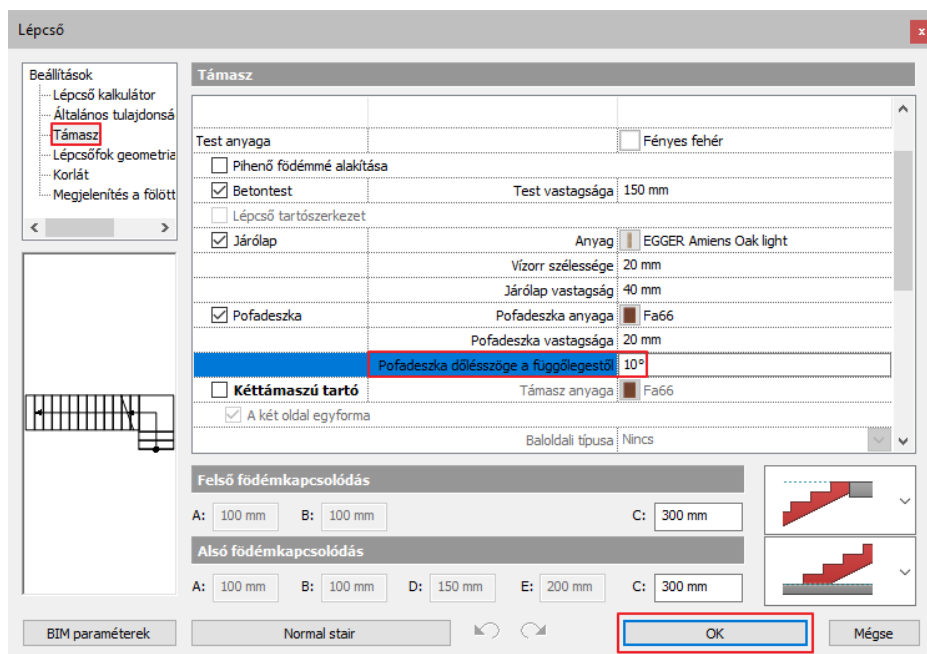 Lépcső
x
Beállítások
Lépcső kalkulátor
Általános tulajdonsá
Támasz
Lépcsőfok geometria
Korlát
Megjelenítés a fölött
Támasz
Test anyaga Fényes fehér
Pihenő födémmé alakítása
Betontest Test vastagsága 150 mm
Lépcső tartószerkezet
Járólap Anyag EGGER Amiens Oak light
Vízorr szélessége 20 mm
Járólap vastagság 40 mm
Pofadeszka Pofadeszka anyaga Fa66
Pofadeszka vastagsága 20 mm
Pofadeszka dőlésszöge a függőlegestől 10°
Kéttámaszú tartó Támasz anyaga Fa66
A két oldal egyforma
Baloldali típusa Nincs
Felső födémkapcsolódás
A: 100 mm B: 100 mm C: 300 mm
Alsó födémkapcsolódás
A: 100 mm B: 100 mm D: 150 mm E: 200 mm C: 300 mm
BIM paraméterek Normal stair OK Mégse